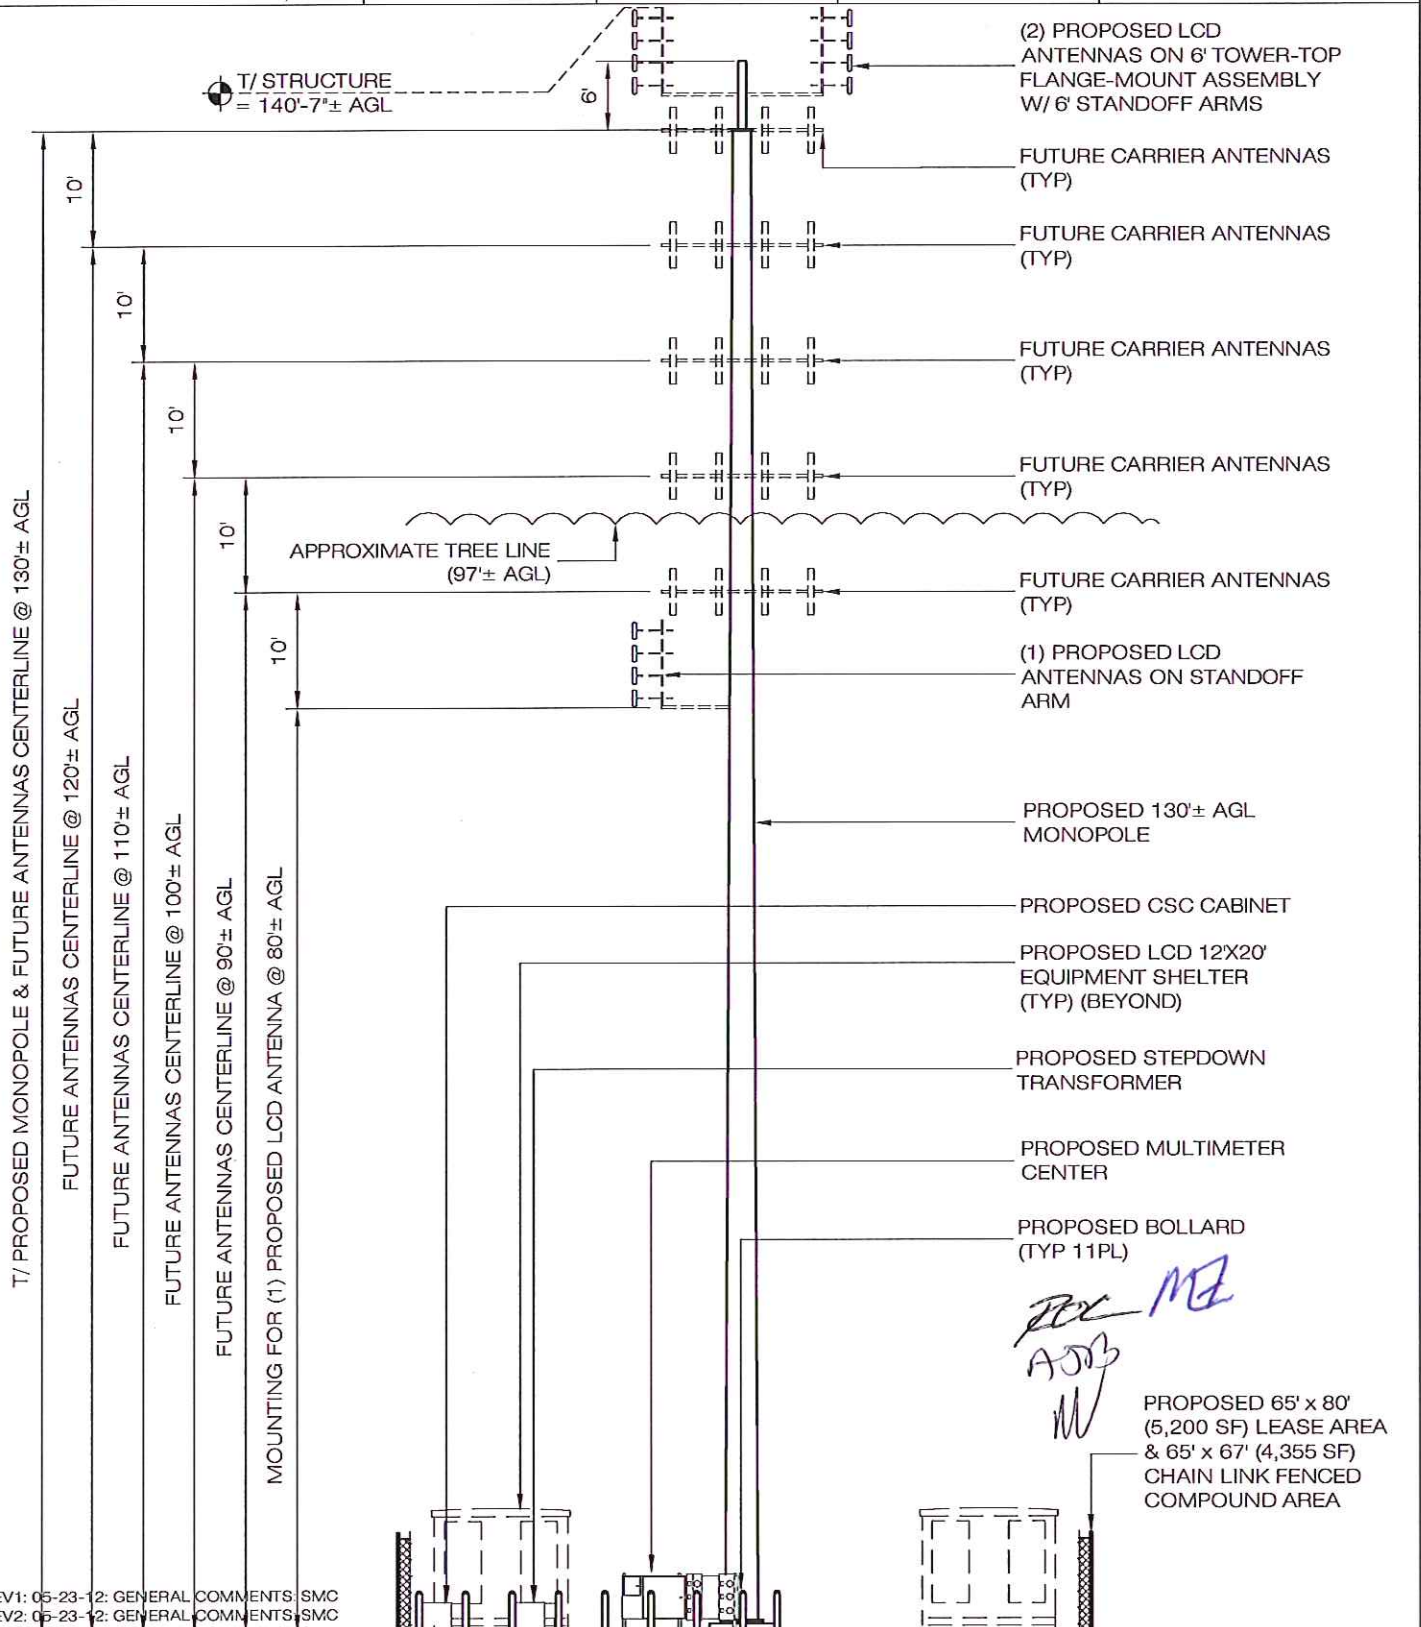 (2) PROPOSED LCD
ANTENNAS ON 6' TOWER-TOP
FLANGE-MOUNT ASSEMBLY
W/ 6' STANDOFF ARMS
T/ STRUCTURE
= 140'-7"± AGL
6'
FUTURE CARRIER ANTENNAS
(TYP)
10'
FUTURE CARRIER ANTENNAS
(TYP)
10'
FUTURE CARRIER ANTENNAS
(TYP)
10'
FUTURE CARRIER ANTENNAS
(TYP)
10'
APPROXIMATE TREE LINE
(97'± AGL)
FUTURE CARRIER ANTENNAS
(TYP)
10'
(1) PROPOSED LCD
ANTENNAS ON STANDOFF
ARM
T/ PROPOSED MONOPOLE & FUTURE ANTENNAS CENTERLINE @ 130'± AGL
FUTURE ANTENNAS CENTERLINE @ 120'± AGL
FUTURE ANTENNAS CENTERLINE @ 110'± AGL
FUTURE ANTENNAS CENTERLINE @ 100'± AGL
FUTURE ANTENNAS CENTERLINE @ 90'± AGL
MOUNTING FOR (1) PROPOSED LCD ANTENNA @ 80'± AGL
PROPOSED 130'± AGL
MONOPOLE
PROPOSED CSC CABINET
PROPOSED LCD 12'X20'
EQUIPMENT SHELTER
(TYP) (BEYOND)
PROPOSED STEPDOWN
TRANSFORMER
PROPOSED MULTIMETER
CENTER
PROPOSED BOLLARD
(TYP 11PL)
PROPOSED 65' x 80'
(5,200 SF) LEASE AREA
& 65' x 67' (4,355 SF)
CHAIN LINK FENCED
COMPOUND AREA
EV1: 05-23-12: GENERAL COMMENTS: SMC
EV2: 05-23-12: GENERAL COMMENTS: SMC